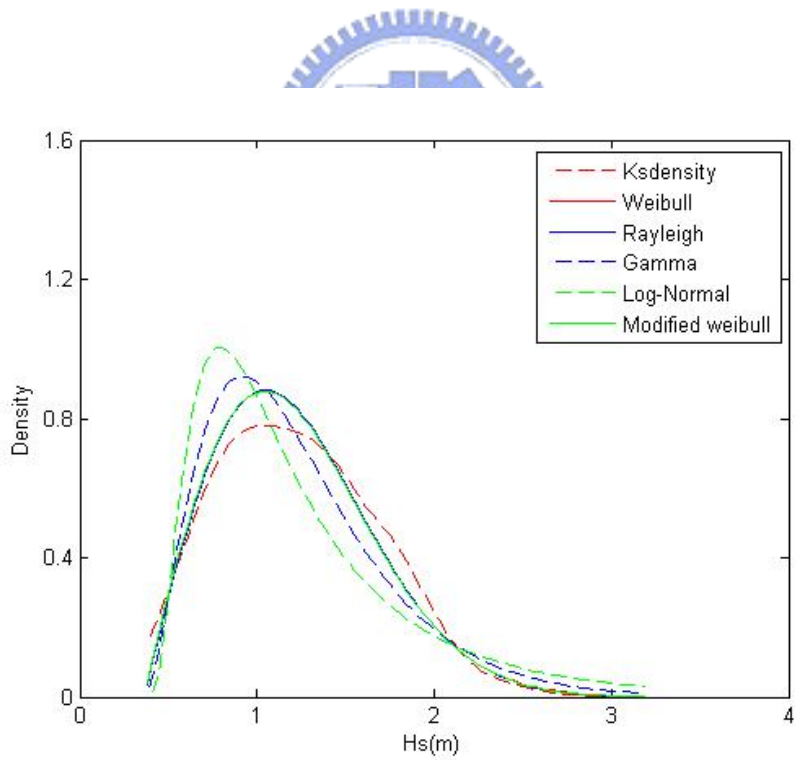 1.6
1.2
0.8
0.4
0
Density
Ksdensity
Weibull
Rayleigh
Gamma
Log-Normal
Modified weibull
0
1
2
3
4
Hs(m)